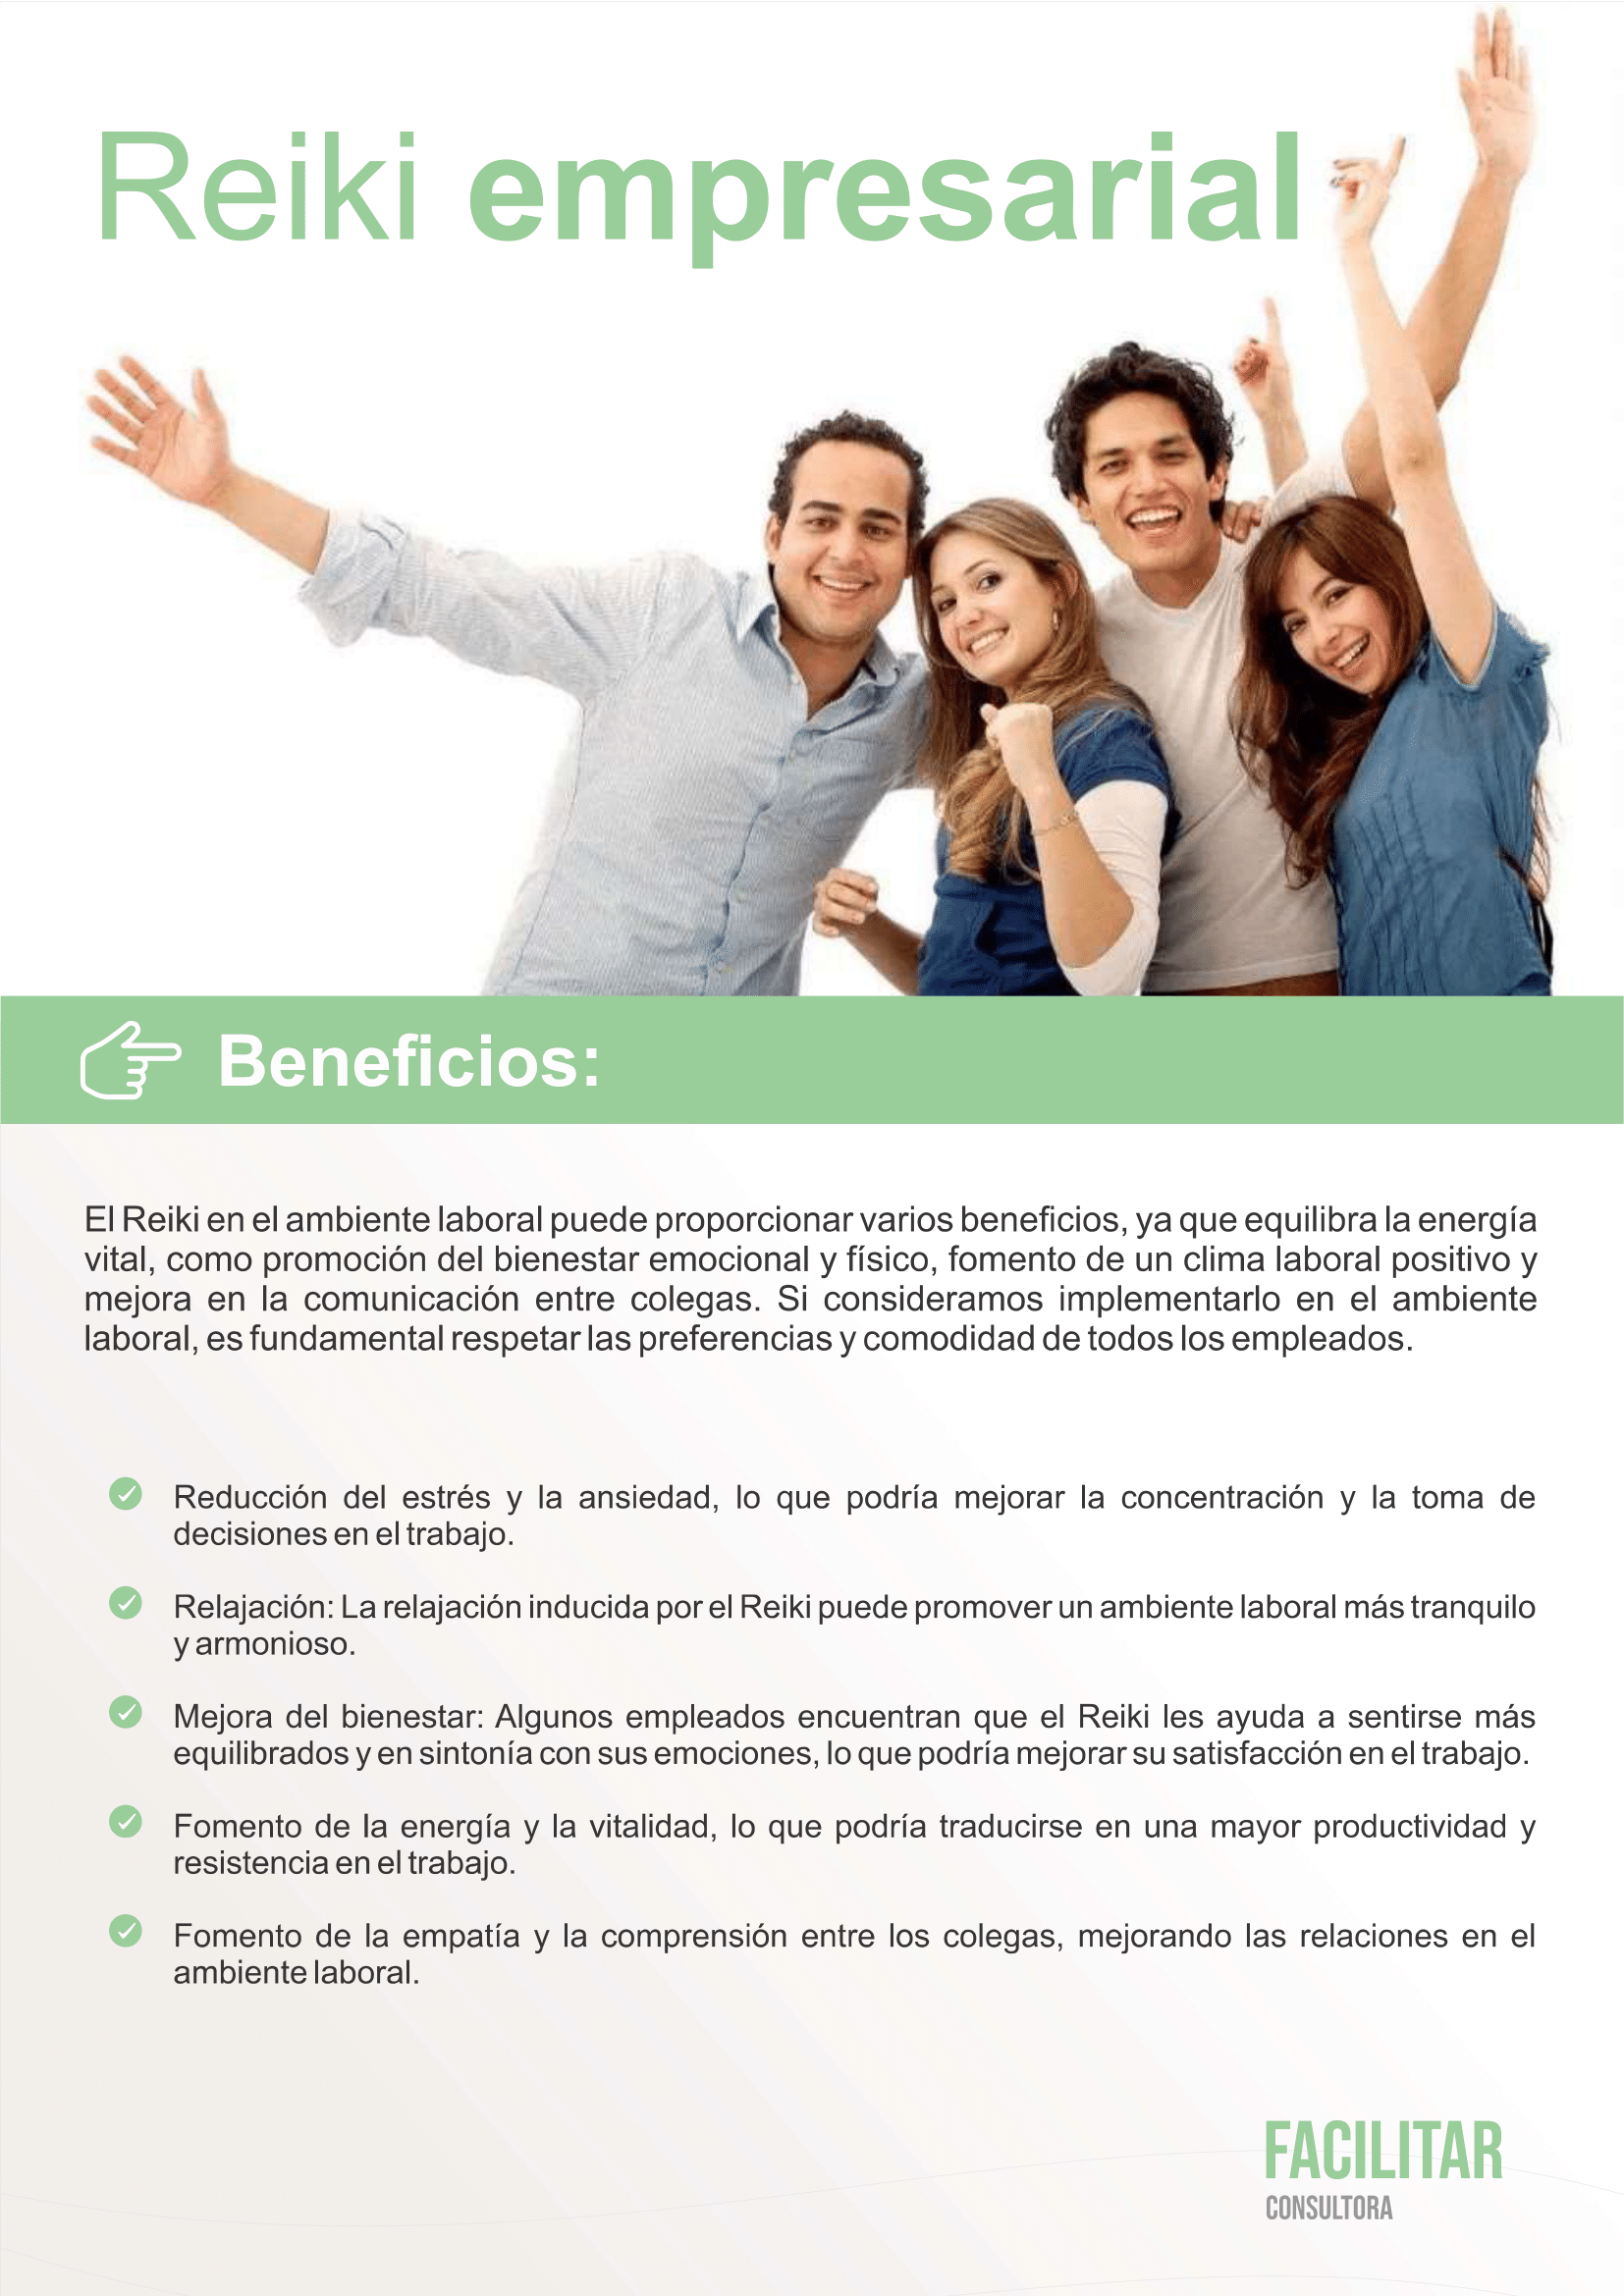 Reiki empresarial
Beneficios:
El Reiki en el ambiente laboral puede proporcionar varios beneficios, ya que equilibra la energía
vital, como promoción del bienestar emocional y físico, fomento de un clima laboral positivo y
mejora en la comunicación entre colegas. Si consideramos implementarlo en el ambiente
laboral, es fundamental respetar las preferencias y comodidad de todos los empleados.
Reducción del estrés y la ansiedad, lo que podría mejorar la concentración y la toma de
decisiones en el trabajo.
Relajación: La relajación inducida por el Reiki puede promover un ambiente laboral más tranquilo
y armonioso.
Mejora del bienestar: Algunos empleados encuentran que el Reiki les ayuda a sentirse más
equilibrados y en sintonía con sus emociones, lo que podría mejorar su satisfacción en el trabajo.
Fomento de la energía y la vitalidad, lo que podría traducirse en una mayor productividad y
resistencia en el trabajo.
Fomento de la empatía y la comprensión entre los colegas, mejorando las relaciones en el
ambiente laboral.
FACILITAR
CONSULTORA